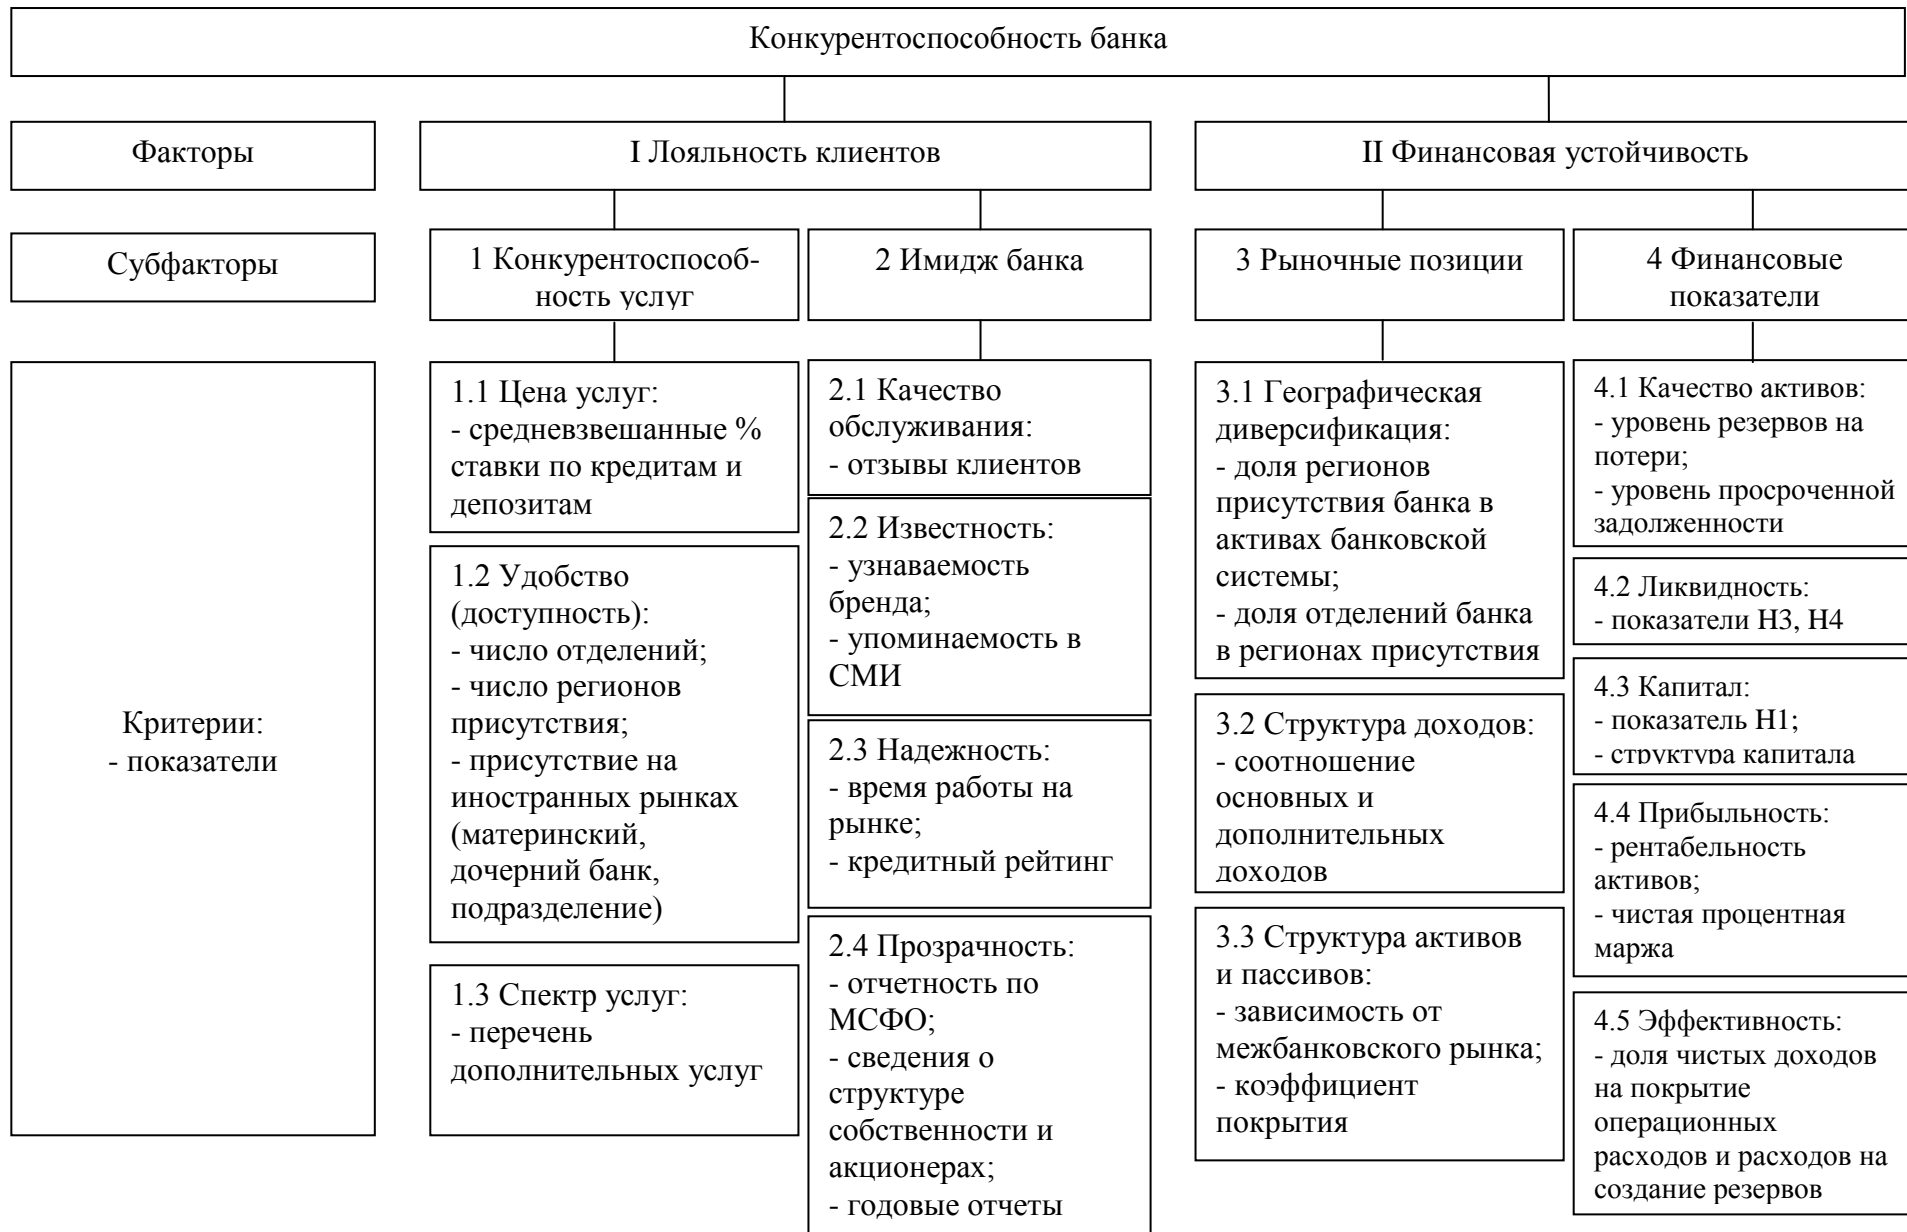 Конкурентоспособность банка
Факторы
I Лояльность клиентов
II Финансовая устойчивость
Субфакторы
1 Конкурентоспособ-
ность услуг
2 Имидж банка
3 Рыночные позиции
4 Финансовые
показатели
Критерии:
- показатели
1.1 Цена услуг:
- средневзвешанные %
ставки по кредитам и
депозитам
1.2 Удобство
(доступность):
- число отделений;
- число регионов
присутствия;
- присутствие на
иностранных рынках
(материнский,
дочерний банк,
подразделение)
1.3 Спектр услуг:
- перечень
дополнительных услуг
2.1 Качество
обслуживания:
- отзывы клиентов
2.2 Известность:
- узнаваемость
бренда;
- упоминаемость в
СМИ
2.3 Надежность:
- время работы на
рынке;
- кредитный рейтинг
2.4 Прозрачность:
- отчетность по
МСФО;
- сведения о
структуре
собственности и
акционерах;
- годовые отчеты
3.1 Географическая
диверсификация:
- доля регионов
присутствия банка в
активах банковской
системы;
- доля отделений банка
в регионах присутствия
3.2 Структура доходов:
- соотношение
основных и
дополнительных
доходов
3.3 Структура активов
и пассивов:
- зависимость от
межбанковского рынка;
- коэффициент
покрытия
4.1 Качество активов:
- уровень резервов на
потери;
- уровень просроченной
задолженности
4.2 Ликвидность:
- показатели Н3, Н4
4.3 Капитал:
- показатель Н1;
- структура капитала
4.4 Прибыльность:
- рентабельность
активов;
- чистая процентная
маржа
4.5 Эффективность:
- доля чистых доходов
на покрытие
операционных
расходов и расходов на
создание резервов